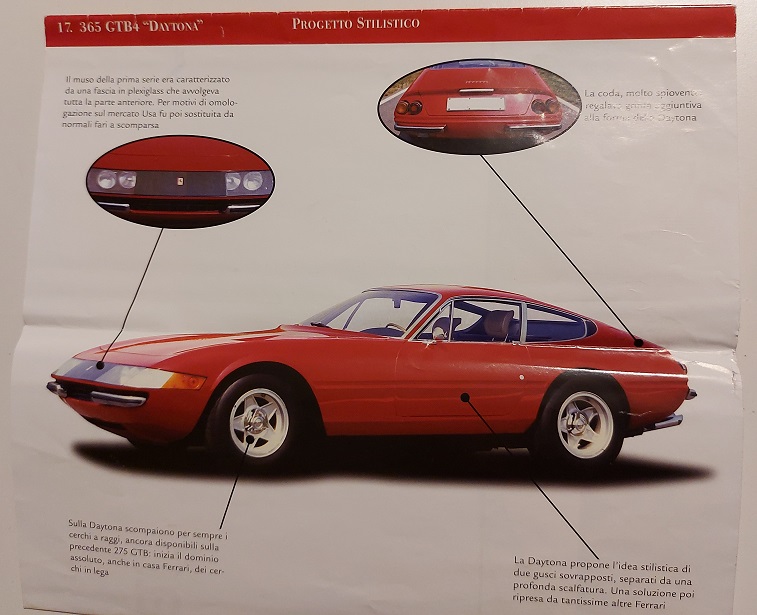 17. 365 GTB4 “DAYTONA”
PROGETTO STILISTICO
Il muso della prima serie era caratterizzato
da una fascia in plexiglass che avvolgeva
tutta la parte anteriore. Per motivi di omolo-
gazione sul mercato Usa fu poi sostituita da
normali fari a scomparsa
La coda, molto spiovente,
regala grinta aggiuntiva
alla forma della Daytona
Sulla Daytona scompaiono per sempre i
cerchi a raggi, ancora disponibili sulla
precedente 275 GTB: inizia il dominio
assoluto, anche in casa Ferrari, dei cer-
chi in lega
La Daytona propone l’idea stilistica di
due gusci sovrapposti, separati da una
profonda scalfatura. Una soluzione poi
ripresa da tantissime altre Ferrari